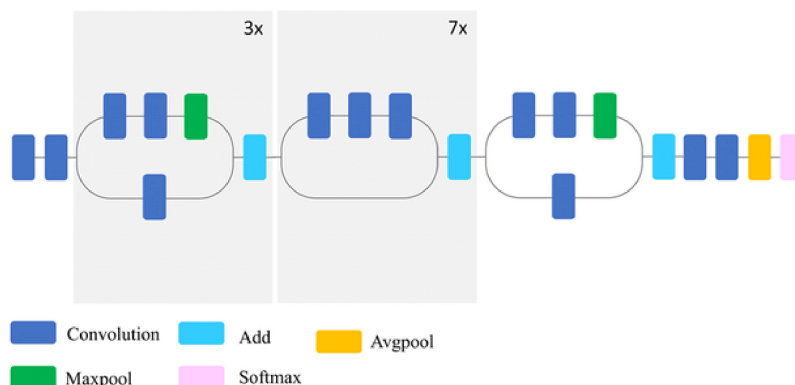 3x
7x
Convolution
Add
Avgpool
Maxpool
Softmax